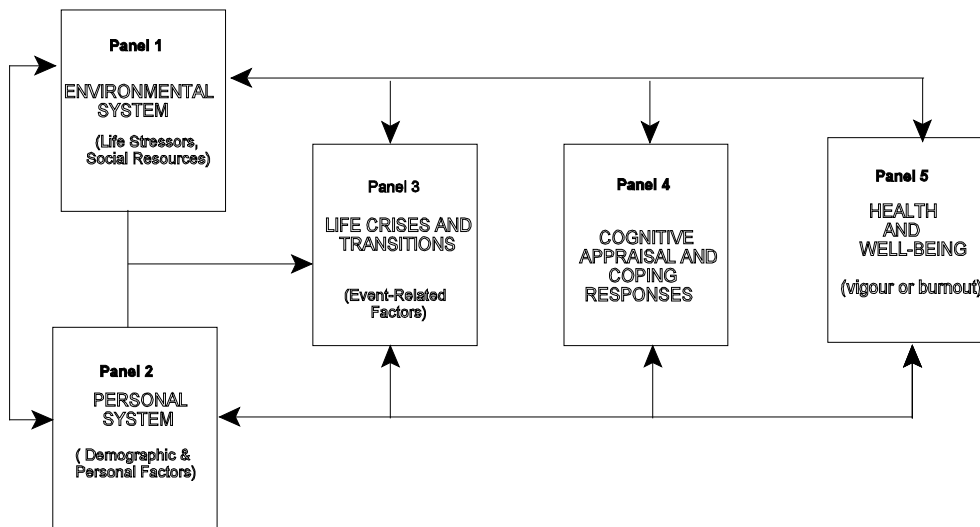 Panel 1
ENVIRONMENTAL
SYSTEM
(Life Stressors,
Social Resources)
Panel 2
PERSONAL
SYSTEM
( Demographic &
Personal Factors)
Panel 3
LIFE CRISES AND
TRANSITIONS
(Event-Related
Factors)
Panel 4
COGNITIVE
APPRAISAL AND
COPING
RESPONSES
Panel 5
HEALTH
AND
WELL-BEING
(vigour or burnout)